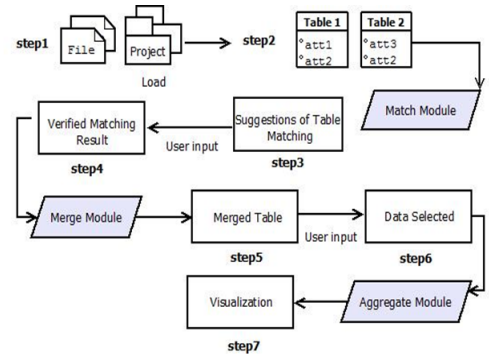 step1
File
Project
Load
step2
Table 1
°att1
°att2
Table 2
°att3
°att2
Match Module
Suggestions of Table
Matching
step3
User input
Verified Matching
Result
step4
Merge Module
Merged Table
step5
User input
Data Selected
step6
Aggregate Module
Visualization
step7